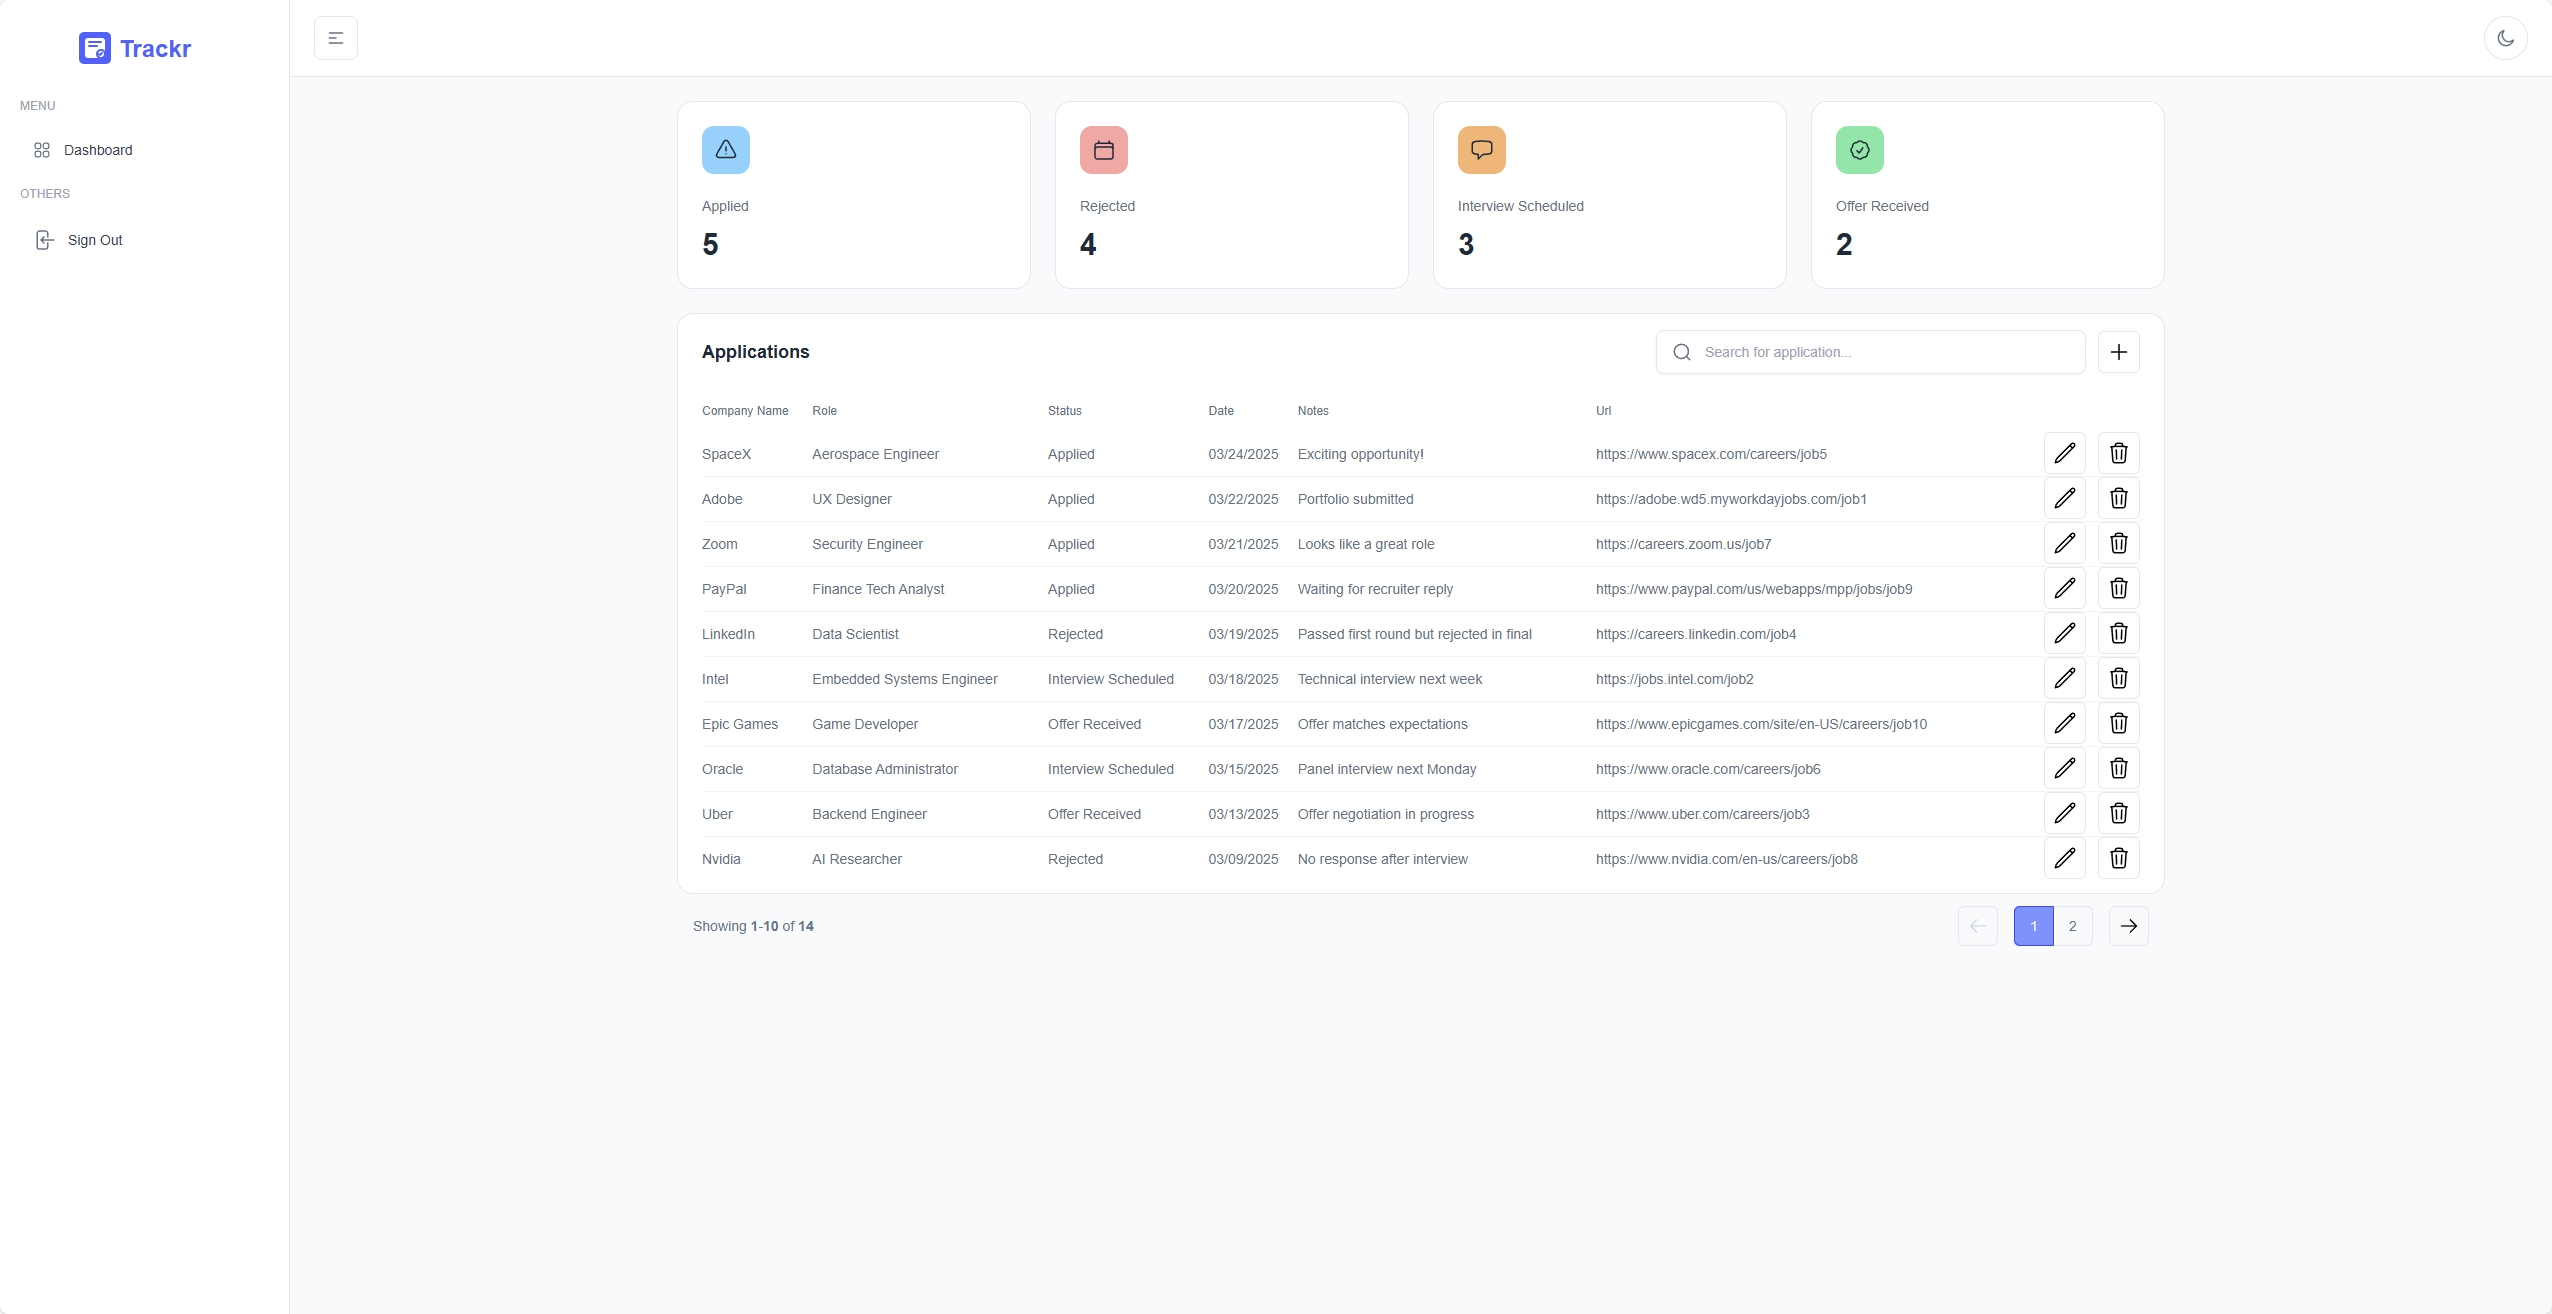 Trackr
MENU
Dashboard
OTHERS
Sign Out
Applied
5
Rejected
4
Interview Scheduled
3
Offer Received
2
Applications
Search for application...
Company Name Role Status Date Notes Url
SpaceX Aerospace Engineer Applied 03/24/2025 Exciting opportunity! https://www.spacex.com/careers/job5
Adobe UX Designer Applied 03/22/2025 Portfolio submitted https://adobe.wd5.myworkdayjobs.com/job1
Zoom Security Engineer Applied 03/21/2025 Looks like a great role https://careers.zoom.us/job7
PayPal Finance Tech Analyst Applied 03/20/2025 Waiting for recruiter reply https://www.paypal.com/us/webapps/mpp/jobs/job9
LinkedIn Data Scientist Rejected 03/19/2025 Passed first round but rejected in final https://careers.linkedin.com/job4
Intel Embedded Systems Engineer Interview Scheduled 03/18/2025 Technical interview next week https://jobs.intel.com/job2
Epic Games Game Developer Offer Received 03/17/2025 Offer matches expectations https://www.epicgames.com/site/en-US/careers/job10
Oracle Database Administrator Interview Scheduled 03/15/2025 Panel interview next Monday https://www.oracle.com/careers/job6
Uber Backend Engineer Offer Received 03/13/2025 Offer negotiation in progress https://www.uber.com/careers/job3
Nvidia AI Researcher Rejected 03/09/2025 No response after interview https://www.nvidia.com/en-us/careers/job8
Showing 1-10 of 14
1 2